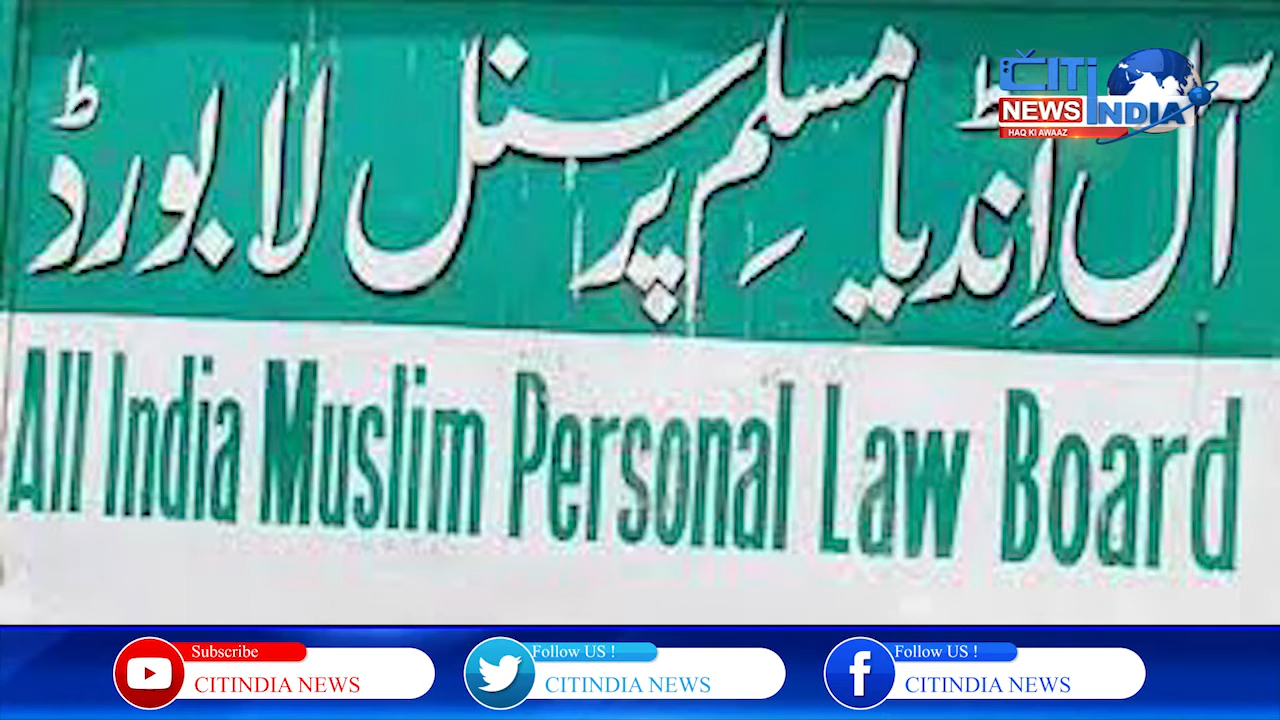 آل انڈیا مسلِم پرسنل لا بورڈ
All India Muslim Personal Law Board
CITI
NEWS INDIA
HAQ KI AWAAZ
Subscribe
CITINDIA NEWS
Follow US !
CITINDIA NEWS
Follow US !
CITINDIA NEWS